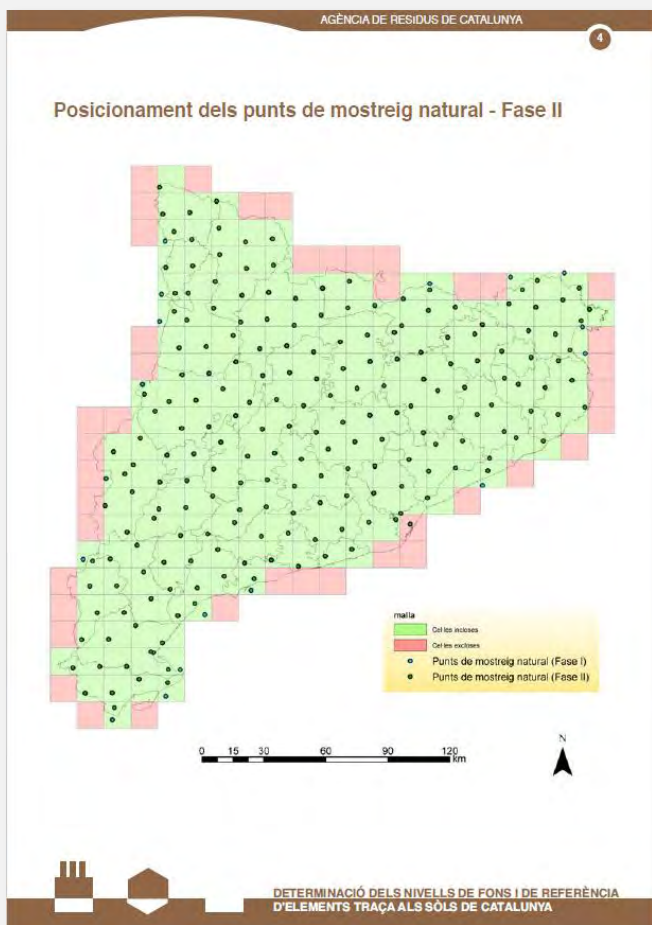 AGÈNCIA DE RESIDUS DE CATALUNYA
4
Posicionament dels punts de mostreig natural - Fase II
malla
Cel·les incloses
Cel·les excloses
Punts de mostreig natural (Fase I)
Punts de mostreig natural (Fase II)
0 15 30 60 90 120
km
N
DETERMINACIÓ DELS NIVELLS DE FONS I DE REFERÈNCIA
D'ELEMENTS TRAÇA ALS SÒLS DE CATALUNYA